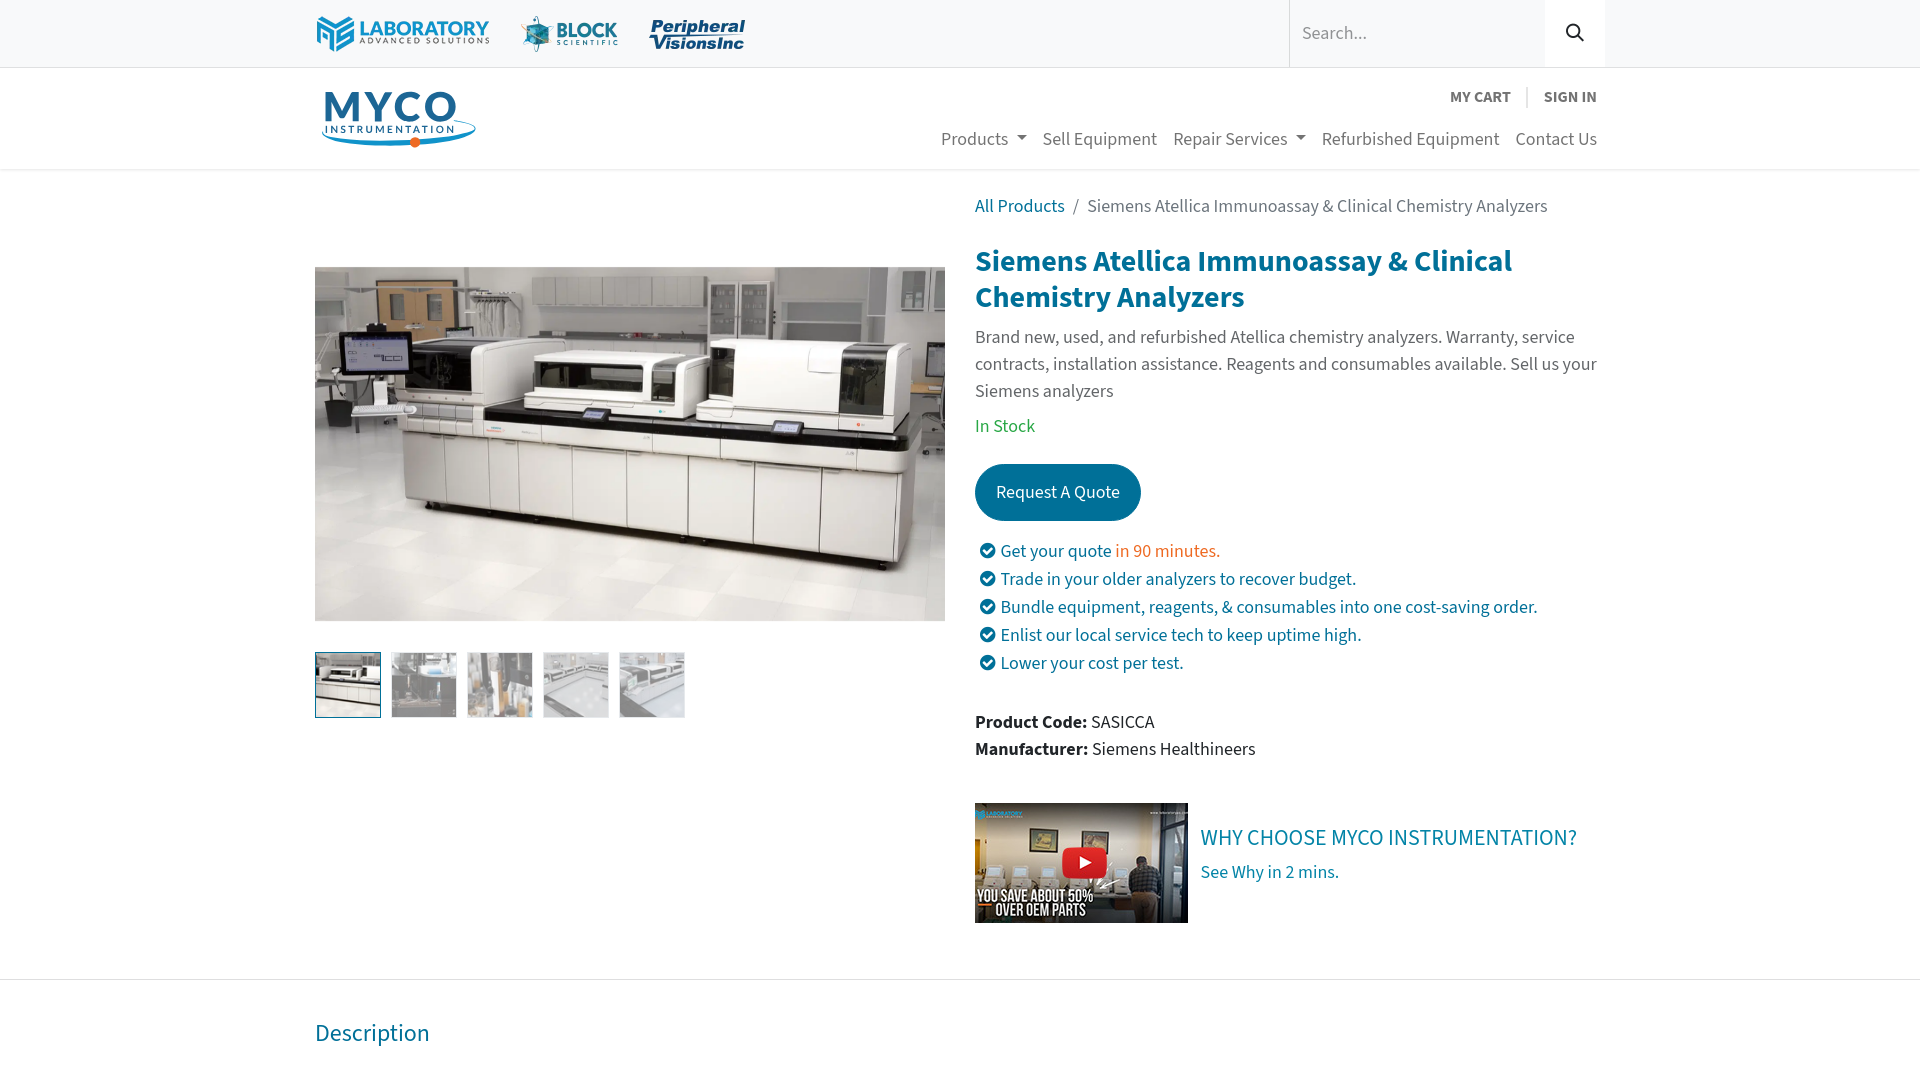 LABORATORY
ADVANCED SOLUTIONS
BLOCK
SCIENTIFIC
Peripheral
VisionsInc
Search...
MYCO
INSTRUMENTATION
MY CART
SIGN IN
Products
Sell Equipment
Repair Services
Refurbished Equipment
Contact Us
All Products / Siemens Atellica Immunoassay & Clinical Chemistry Analyzers
Siemens Atellica Immunoassay & Clinical
Chemistry Analyzers
Brand new, used, and refurbished Atellica chemistry analyzers. Warranty, service
contracts, installation assistance. Reagents and consumables available. Sell us your
Siemens analyzers
In Stock
Request A Quote
Get your quote in 90 minutes.
Trade in your older analyzers to recover budget.
Bundle equipment, reagents, & consumables into one cost-saving order.
Enlist our local service tech to keep uptime high.
Lower your cost per test.
Product Code: SASICCA
Manufacturer: Siemens Healthineers
LABORATORY
YOU SAVE ABOUT 50%
OVER OEM PARTS
WHY CHOOSE MYCO INSTRUMENTATION?
See Why in 2 mins.
Description